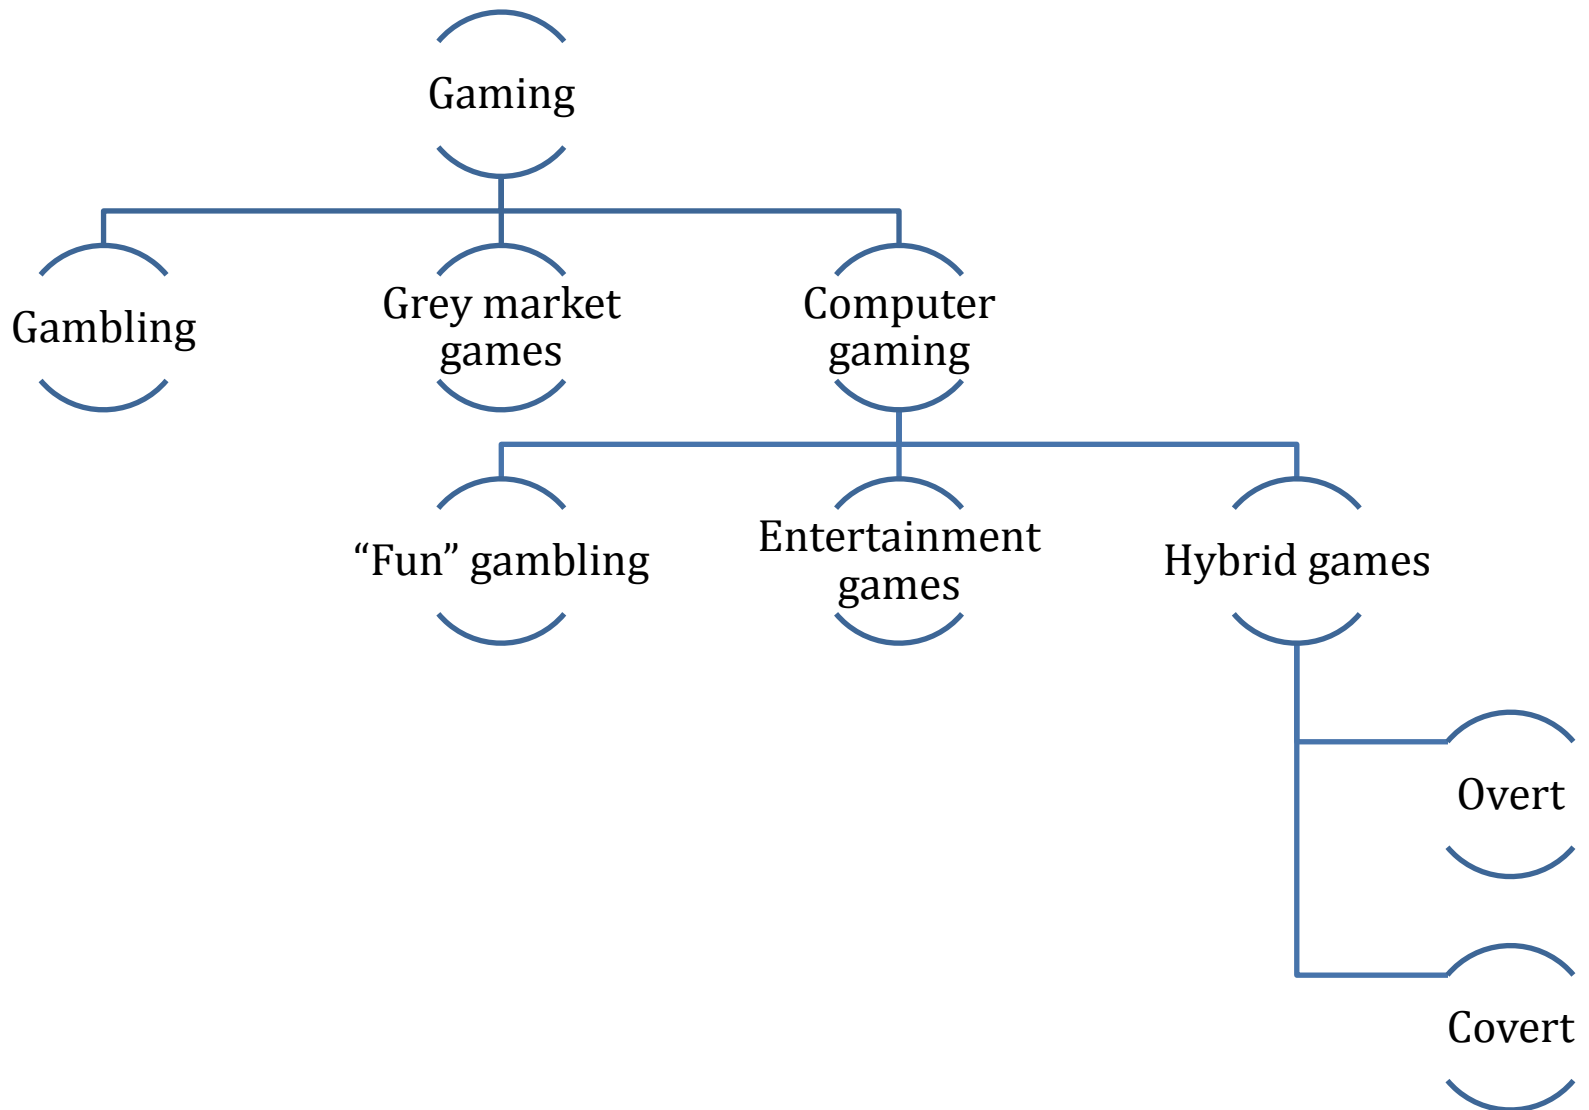 Gaming
Gambling
Grey market
games
Computer
gaming
“Fun” gambling
Entertainment
games
Hybrid games
Overt
Covert